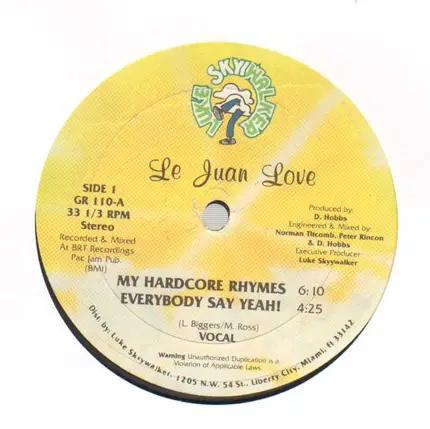 LUKE SKYYWALKER
Le Juan Love
SIDE 1
GR 110-A
33 1/3 RPM
Stereo
Recorded & Mixed
At BRT Recordings
Pac Jam Pub.
(BMI)
Produced by:
D. Hobbs
Engineered & Mixed by:
Norman Titcomb, Peter Rincon
& D. Hobbs
Executive Producer
Luke Skyywalker
MY HARDCORE RHYMES 6:10
EVERYBODY SAY YEAH! 4:25
(L. Biggers/M. Ross)
VOCAL
Warning Unauthorized Duplication is a
Violation of Applicable Laws.
Dist. by: Luke Skyywalker, 1205 N.W. 54 St., Liberty City, Miami, fl 33142